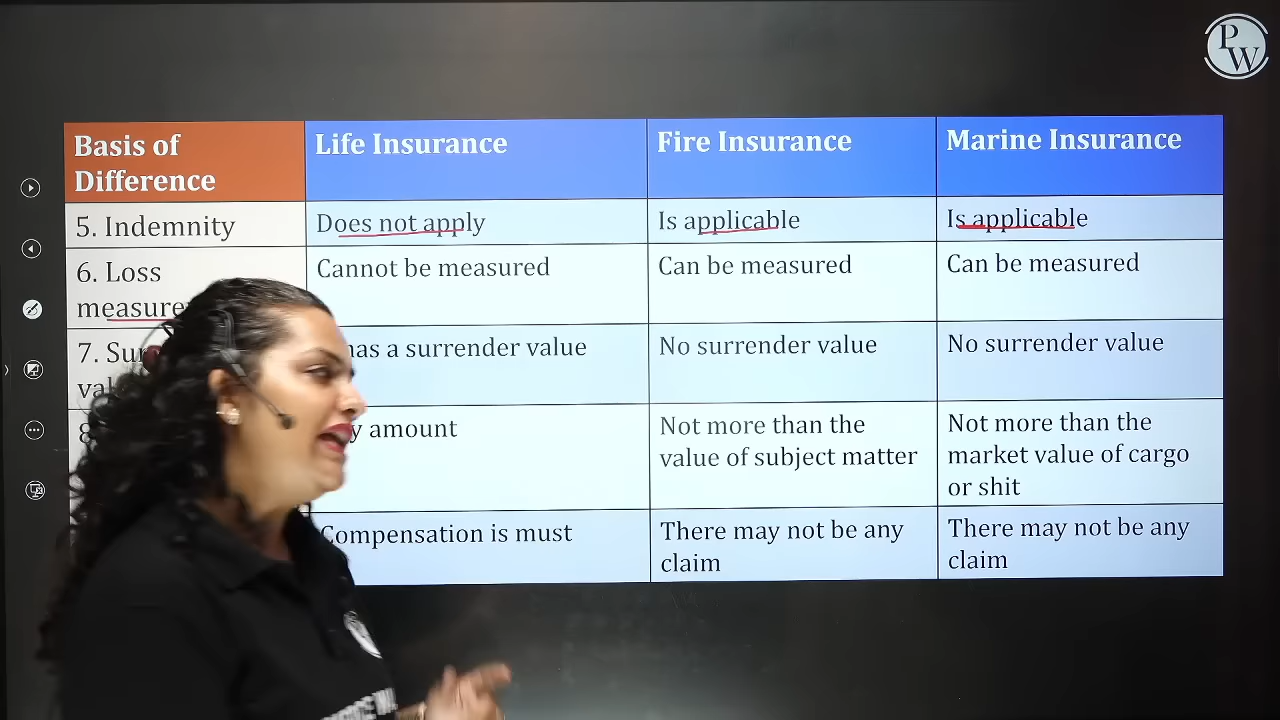 PW
Basis of
Difference
Life Insurance
Fire Insurance
Marine Insurance
5. Indemnity
Does not apply
Is applicable
Is applicable
6. Loss
Cannot be measured
Can be measured
Can be measured
7.
has a surrender value
No surrender value
No surrender value
8
amount
Not more than the
value of subject matter
Not more than the
market value of cargo
or shit
Compensation is must
There may not be any
claim
There may not be any
claim